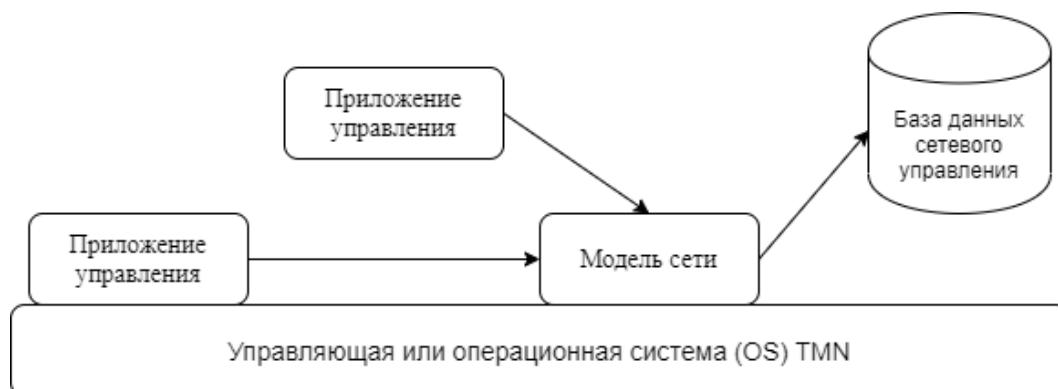 Приложение
управления
База данных
сетевого
управления
Приложение
управления
Модель сети
Управляющая или операционная система (OS) TMN